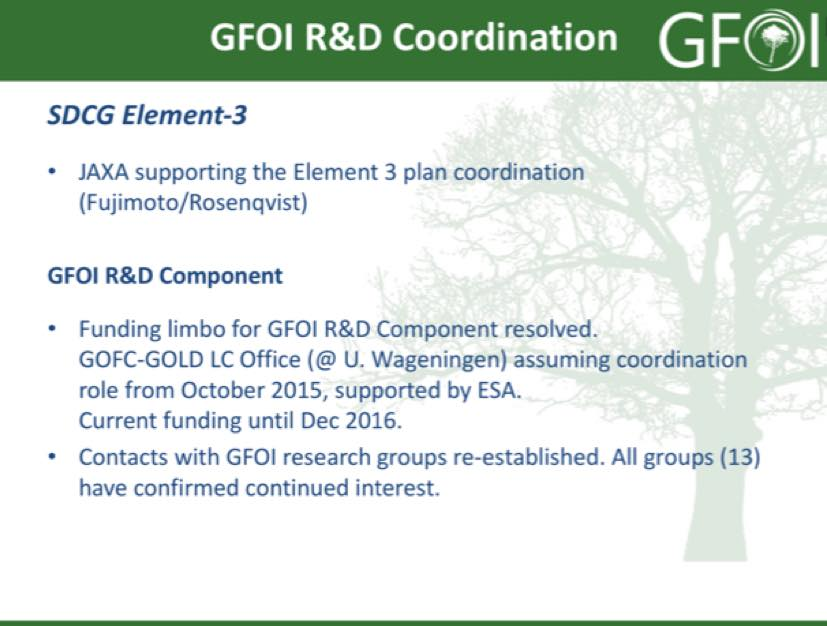 GFOI R&D Coordination
GFOI
SDCG Element-3
• JAXA supporting the Element 3 plan coordination
(Fujimoto/Rosenqvist)
GFOI R&D Component
• Funding limbo for GFOI R&D Component resolved.
GOFC-GOLD LC Office (@ U. Wageningen) assuming coordination
role from October 2015, supported by ESA.
Current funding until Dec 2016.
• Contacts with GFOI research groups re-established. All groups (13)
have confirmed continued interest.